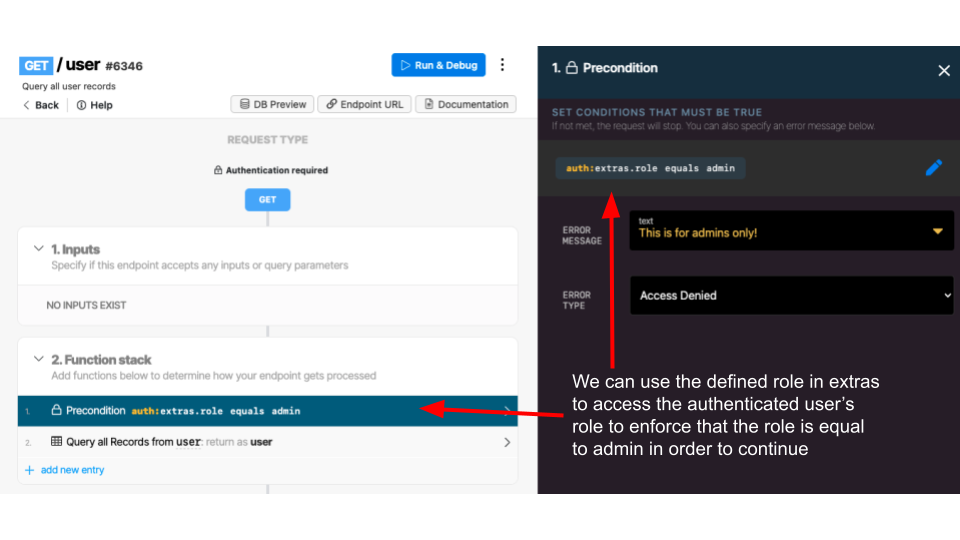 GET / user #6346
Query all user records
Back
Help
Run & Debug
DB Preview
Endpoint URL
Documentation
REQUEST TYPE
Authentication required
GET
1. Inputs
Specify if this endpoint accepts any inputs or query parameters
NO INPUTS EXIST
2. Function stack
Add functions below to determine how your endpoint gets processed
1. Precondition auth:extras.role equals admin
2. Query all Records from user: return as user
+ add new entry
1. Precondition
SET CONDITIONS THAT MUST BE TRUE
If not met, the request will stop. You can also specify an error message below.
auth:extras.role equals admin
ERROR
MESSAGE
text
This is for admins only!
ERROR
TYPE
Access Denied
We can use the defined role in extras
to access the authenticated user’s
role to enforce that the role is equal
to admin in order to continue